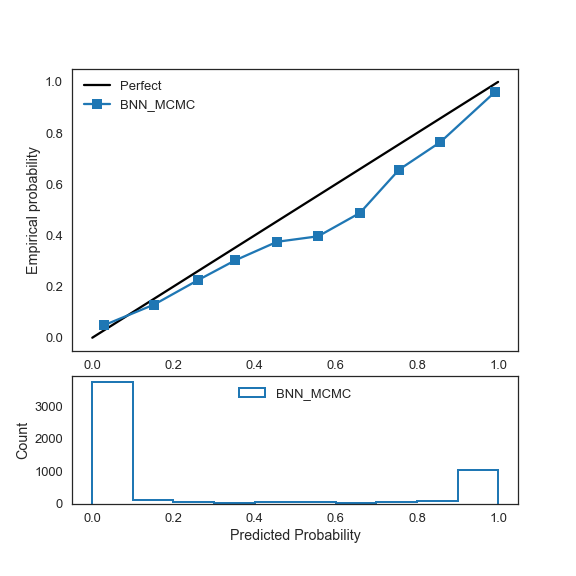 1.0
0.8
0.6
0.4
0.2
0.0
Empirical probability
Perfect
BNN_MCMC
0.0 0.2 0.4 0.6 0.8 1.0
3000
2000
1000
0
Count
BNN_MCMC
0.0 0.2 0.4 0.6 0.8 1.0
Predicted Probability